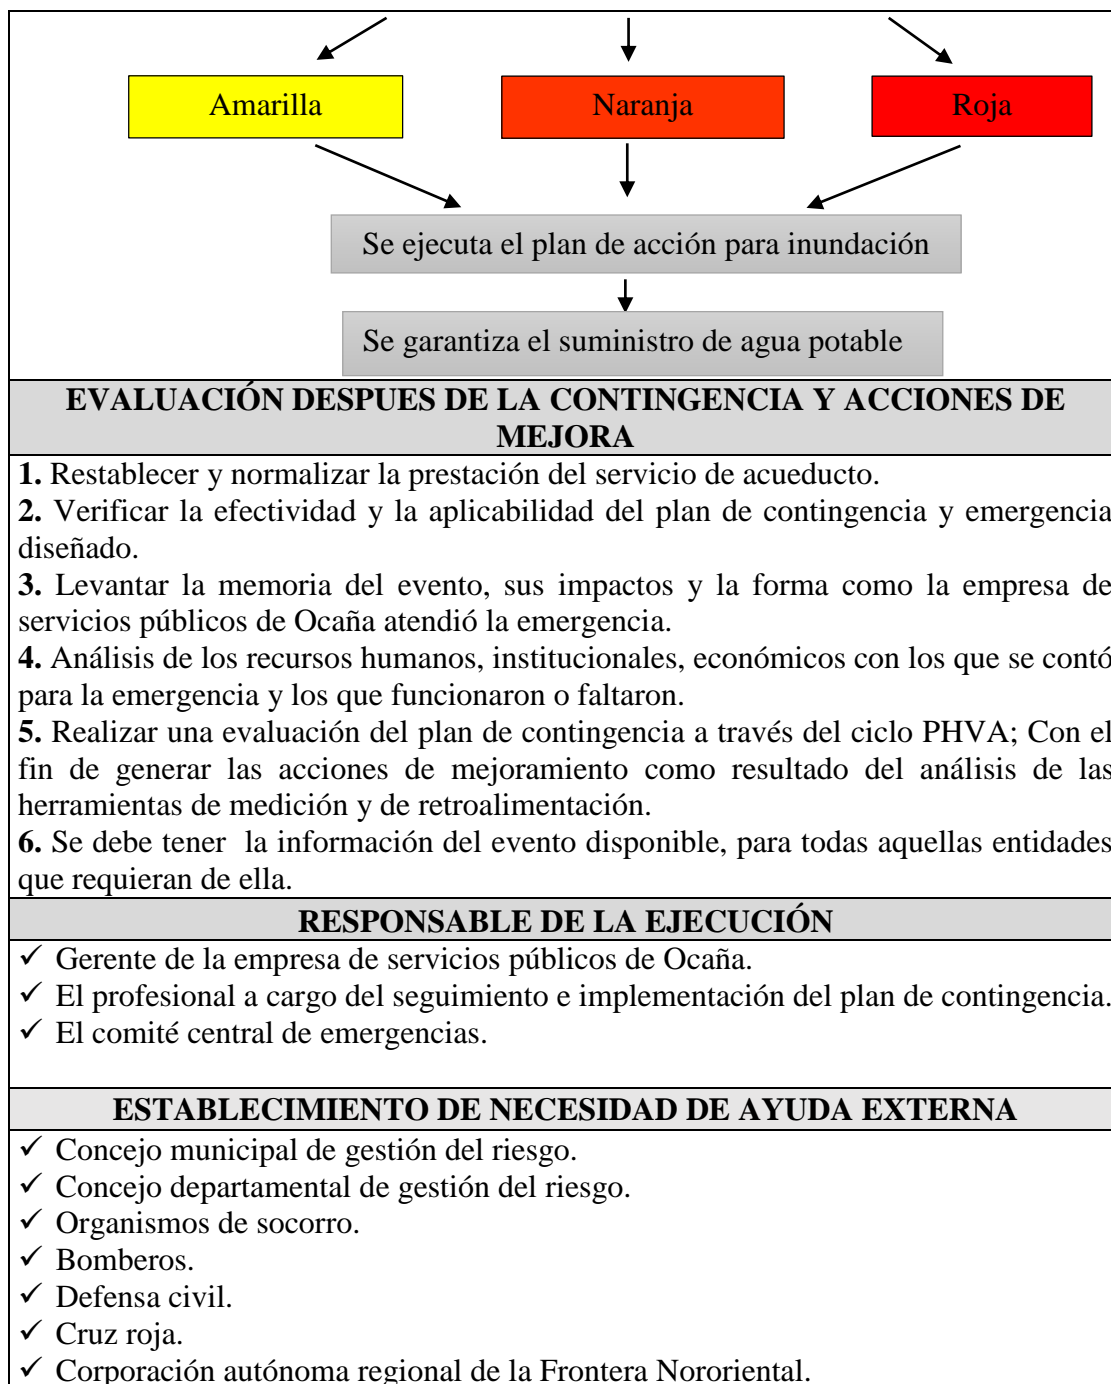 Amarilla
Naranja
Roja
Se ejecuta el plan de acción para inundación
Se garantiza el suministro de agua potable
EVALUACIÓN DESPUES DE LA CONTINGENCIA Y ACCIONES DE
MEJORA
1. Restablecer y normalizar la prestación del servicio de acueducto.
2. Verificar la efectividad y la aplicabilidad del plan de contingencia y emergencia
diseñado.
3. Levantar la memoria del evento, sus impactos y la forma como la empresa de
servicios públicos de Ocaña atendió la emergencia.
4. Análisis de los recursos humanos, institucionales, económicos con los que se contó
para la emergencia y los que funcionaron o faltaron.
5. Realizar una evaluación del plan de contingencia a través del ciclo PHVA; Con el
fin de generar las acciones de mejoramiento como resultado del análisis de las
herramientas de medición y de retroalimentación.
6. Se debe tener  la información del evento disponible, para todas aquellas entidades
que requieran de ella.
RESPONSABLE DE LA EJECUCIÓN
✓ Gerente de la empresa de servicios públicos de Ocaña.
✓ El profesional a cargo del seguimiento e implementación del plan de contingencia.
✓ El comité central de emergencias.
ESTABLECIMIENTO DE NECESIDAD DE AYUDA EXTERNA
✓ Concejo municipal de gestión del riesgo.
✓ Concejo departamental de gestión del riesgo.
✓ Organismos de socorro.
✓ Bomberos.
✓ Defensa civil.
✓ Cruz roja.
✓ Corporación autónoma regional de la Frontera Nororiental.